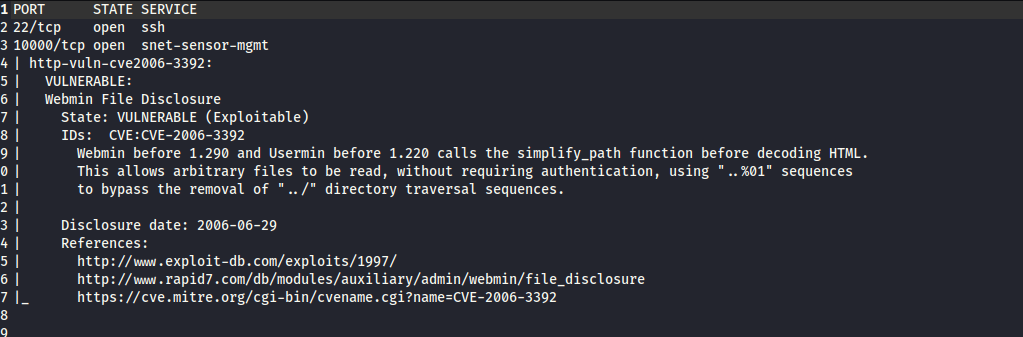 1 PORT      STATE SERVICE
2 22/tcp    open  ssh
3 10000/tcp open  snet-sensor-mgmt
4 | http-vuln-cve2006-3392:
5 |   VULNERABLE:
6 |   Webmin File Disclosure
7 |     State: VULNERABLE (Exploitable)
8 |     IDs:  CVE:CVE-2006-3392
9 |       Webmin before 1.290 and Usermin before 1.220 calls the simplify_path function before decoding HTML.
0 |       This allows arbitrary files to be read, without requiring authentication, using "..%01" sequences
1 |       to bypass the removal of "../" directory traversal sequences.
2 |
3 |     Disclosure date: 2006-06-29
4 |     References:
5 |       http://www.exploit-db.com/exploits/1997/
6 |       http://www.rapid7.com/db/modules/auxiliary/admin/webmin/file_disclosure
7 |_      https://cve.mitre.org/cgi-bin/cvename.cgi?name=CVE-2006-3392
8
9